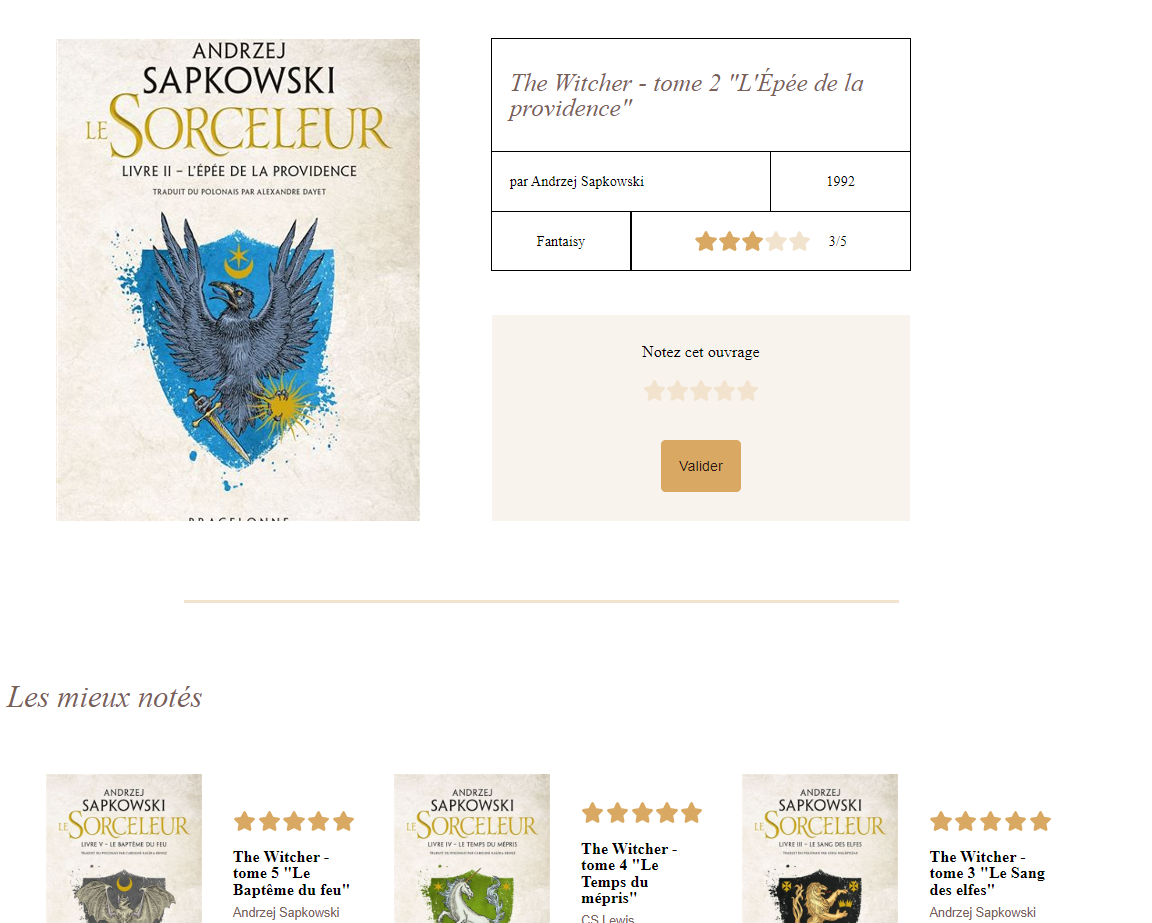 ANDRZEJ
SAPKOWSKI
LE SORCELEUR
LIVRE II – L'ÉPÉE DE LA PROVIDENCE
TRADUIT DU POLONAIS PAR ALEXANDRE DAYET
BRAGELONNE
The Witcher - tome 2 "L'Épée de la
providence"
par Andrzej Sapkowski
1992
Fantaisy
3/5
Notez cet ouvrage
Valider
Les mieux notés
ANDRZEJ
SAPKOWSKI
LE SORCELEUR
LIVRE V – LE BAPTÊME DU FEU
The Witcher -
tome 5 "Le
Baptême du feu"
Andrzej Sapkowski
ANDRZEJ
SAPKOWSKI
LE SORCELEUR
LIVRE IV – LE TEMPS DU MÉPRIS
The Witcher -
tome 4 "Le
Temps du
mépris"
CS Lewis
ANDRZEJ
SAPKOWSKI
LE SORCELEUR
LIVRE III – LE SANG DES ELFES
The Witcher -
tome 3 "Le Sang
des elfes"
Andrzej Sapkowski